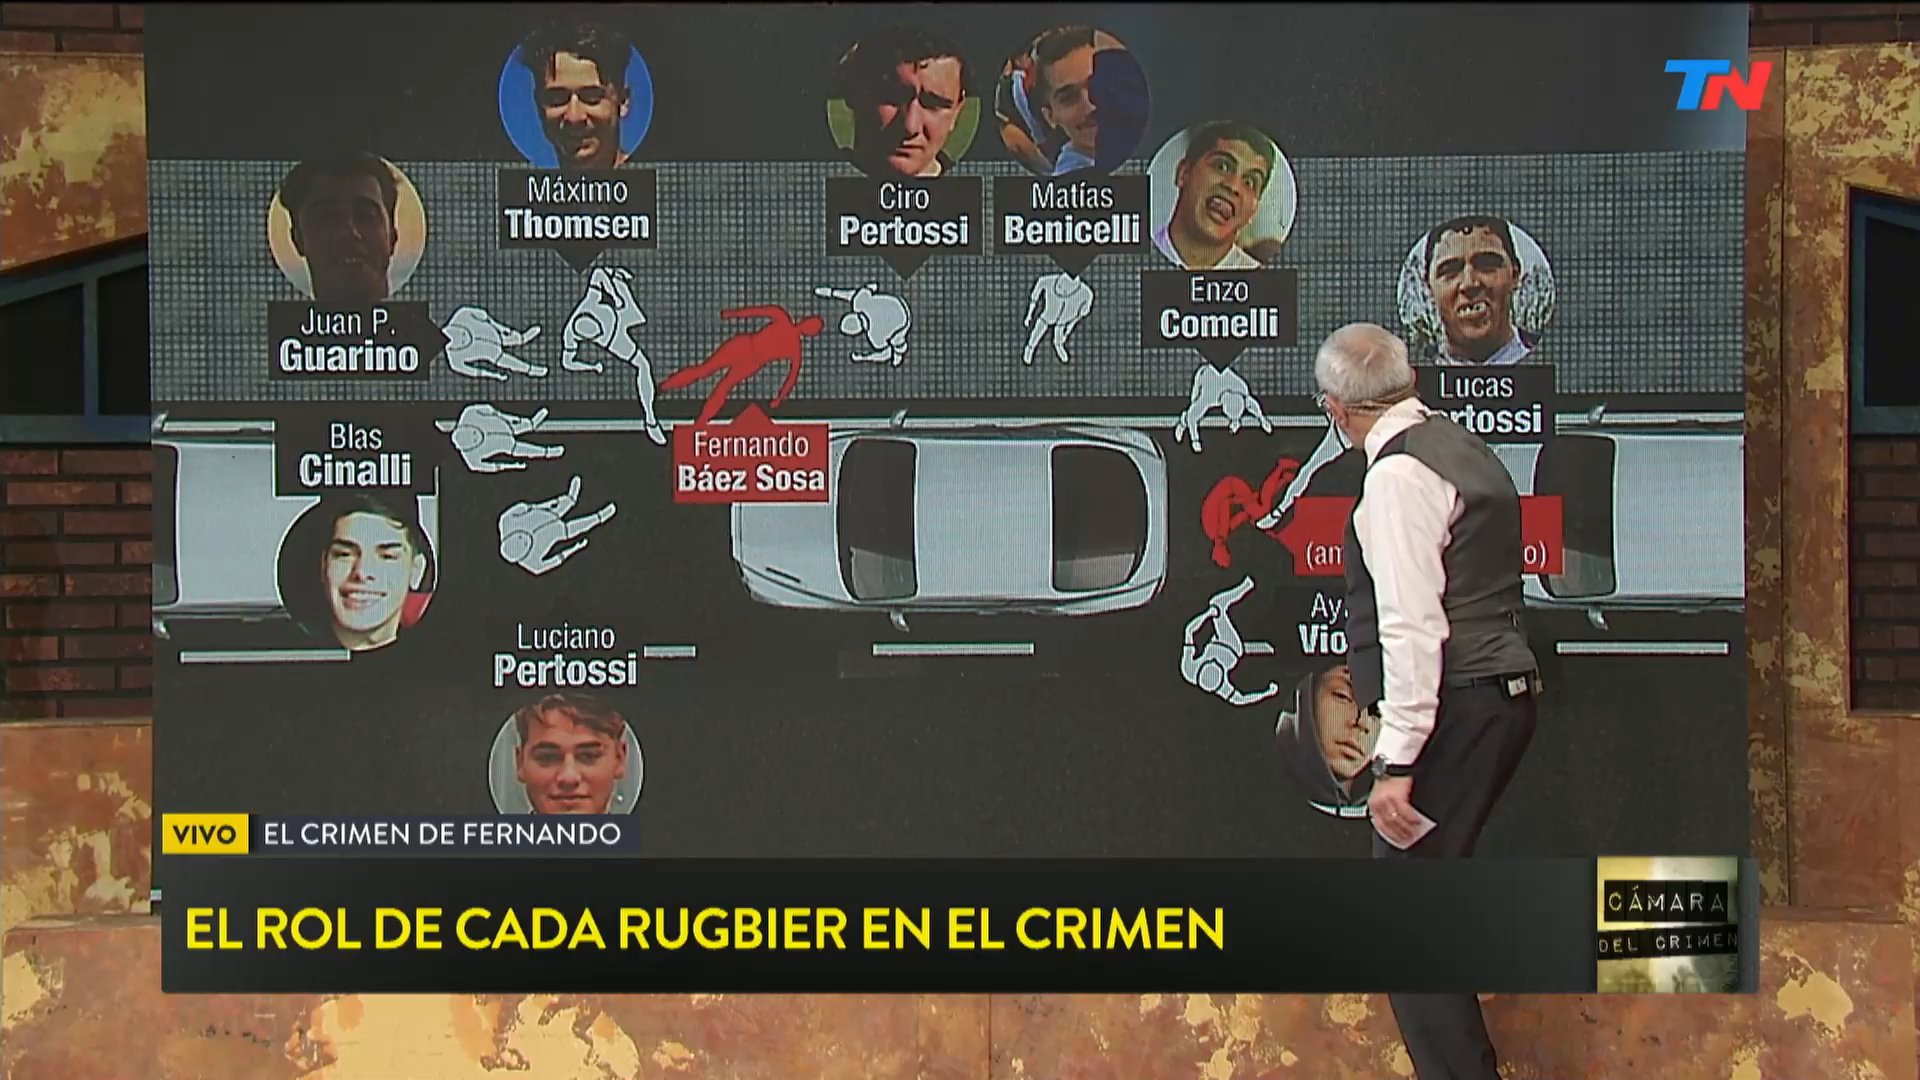 TN
Máximo
Thomsen
Ciro
Pertossi
Matías
Benicelli
Enzo
Comelli
Juan P.
Guarino
Lucas
Blas
Cinalli
Fernando
Báez Sosa
Luciano
Pertossi
VIVO
EL CRIMEN DE FERNANDO
EL ROL DE CADA RUGBIER EN EL CRIMEN
CÁMARA
DEL CRIMEN